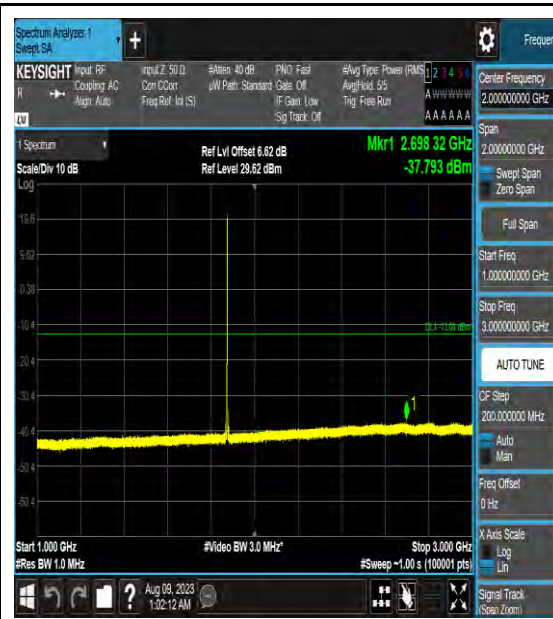 Spectrum Analyzer 1
Swept SA
Frequen
KEYSIGHT
Input: RF
Input Z: 50 Ω
#Atten: 40 dB
PNO: Fast
#Avg Type: Power (RMS
1 2 3 4 5 6
R
Coupling: AC
Corr CCorr
µW Path: Standard
Gate: Off
Avg|Hold: 5/5
A W W W W W
Align: Auto
Freq Ref: Int (S)
IF Gain: Low
Trig: Free Run
Sig Track: Off
A A A A A A
LV
Center Frequency
2.000000000 GHz
Span
2.00000000 GHz
Swept Span
Zero Span
Full Span
Start Freq
1.000000000 GHz
Stop Freq
3.000000000 GHz
AUTO TUNE
CF Step
200.000000 MHz
Auto
Man
Freq Offset
0 Hz
X Axis Scale
Log
Lin
Signal Track
(Span Zoom)
1 Spectrum
Ref Lvl Offset 6.62 dB
Mkr1 2.698 32 GHz
Scale/Div 10 dB
Ref Level 29.62 dBm
-37.793 dBm
Log
19.6
9.62
-0.38
-10.4
DL1 -13.00 dBm
-20.4
-30.4
1
-40.4
-50.4
-60.4
Start 1.000 GHz
#Video BW 3.0 MHz*
Stop 3.000 GHz
#Res BW 1.0 MHz
#Sweep ~1.00 s (100001 pts)
?
Aug 09, 2023
1:02:12 AM